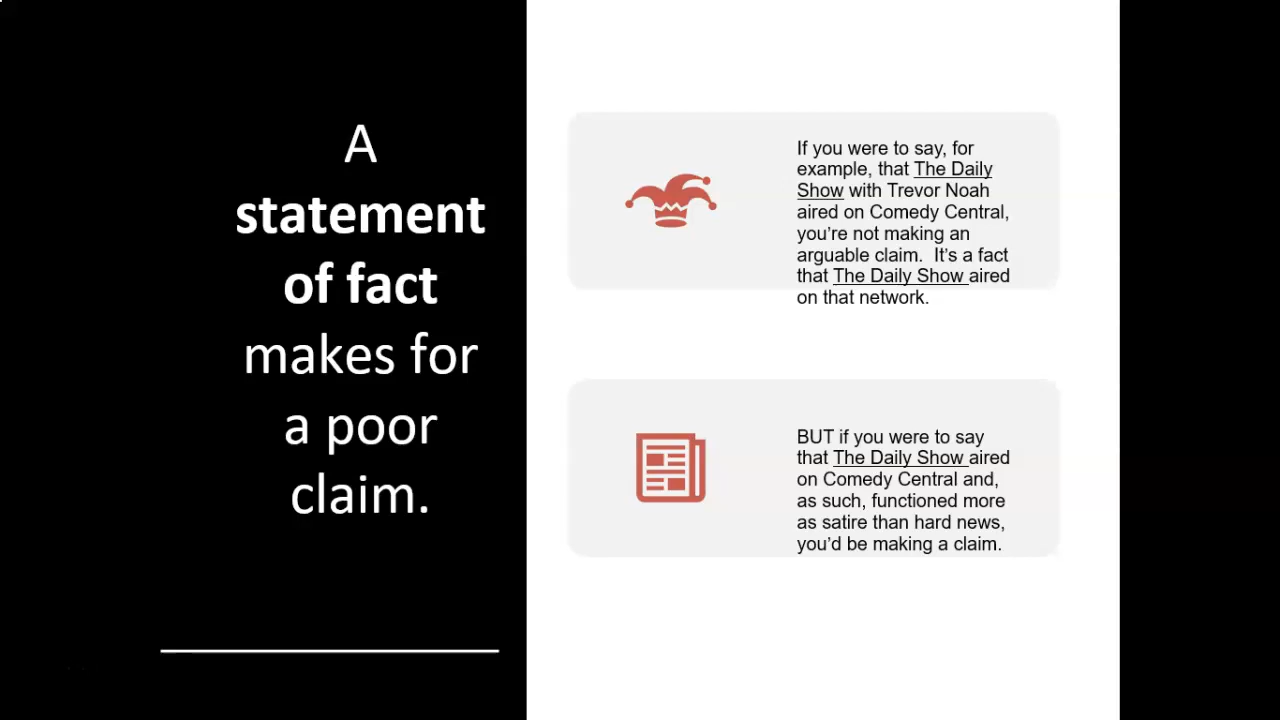 A
statement
of fact
makes for
a poor
claim.
If you were to say, for
example, that The Daily
Show with Trevor Noah
aired on Comedy Central,
you’re not making an
arguable claim.  It’s a fact
that The Daily Show aired
on that network.
BUT if you were to say
that The Daily Show aired
on Comedy Central and,
as such, functioned more
as satire than hard news,
you’d be making a claim.